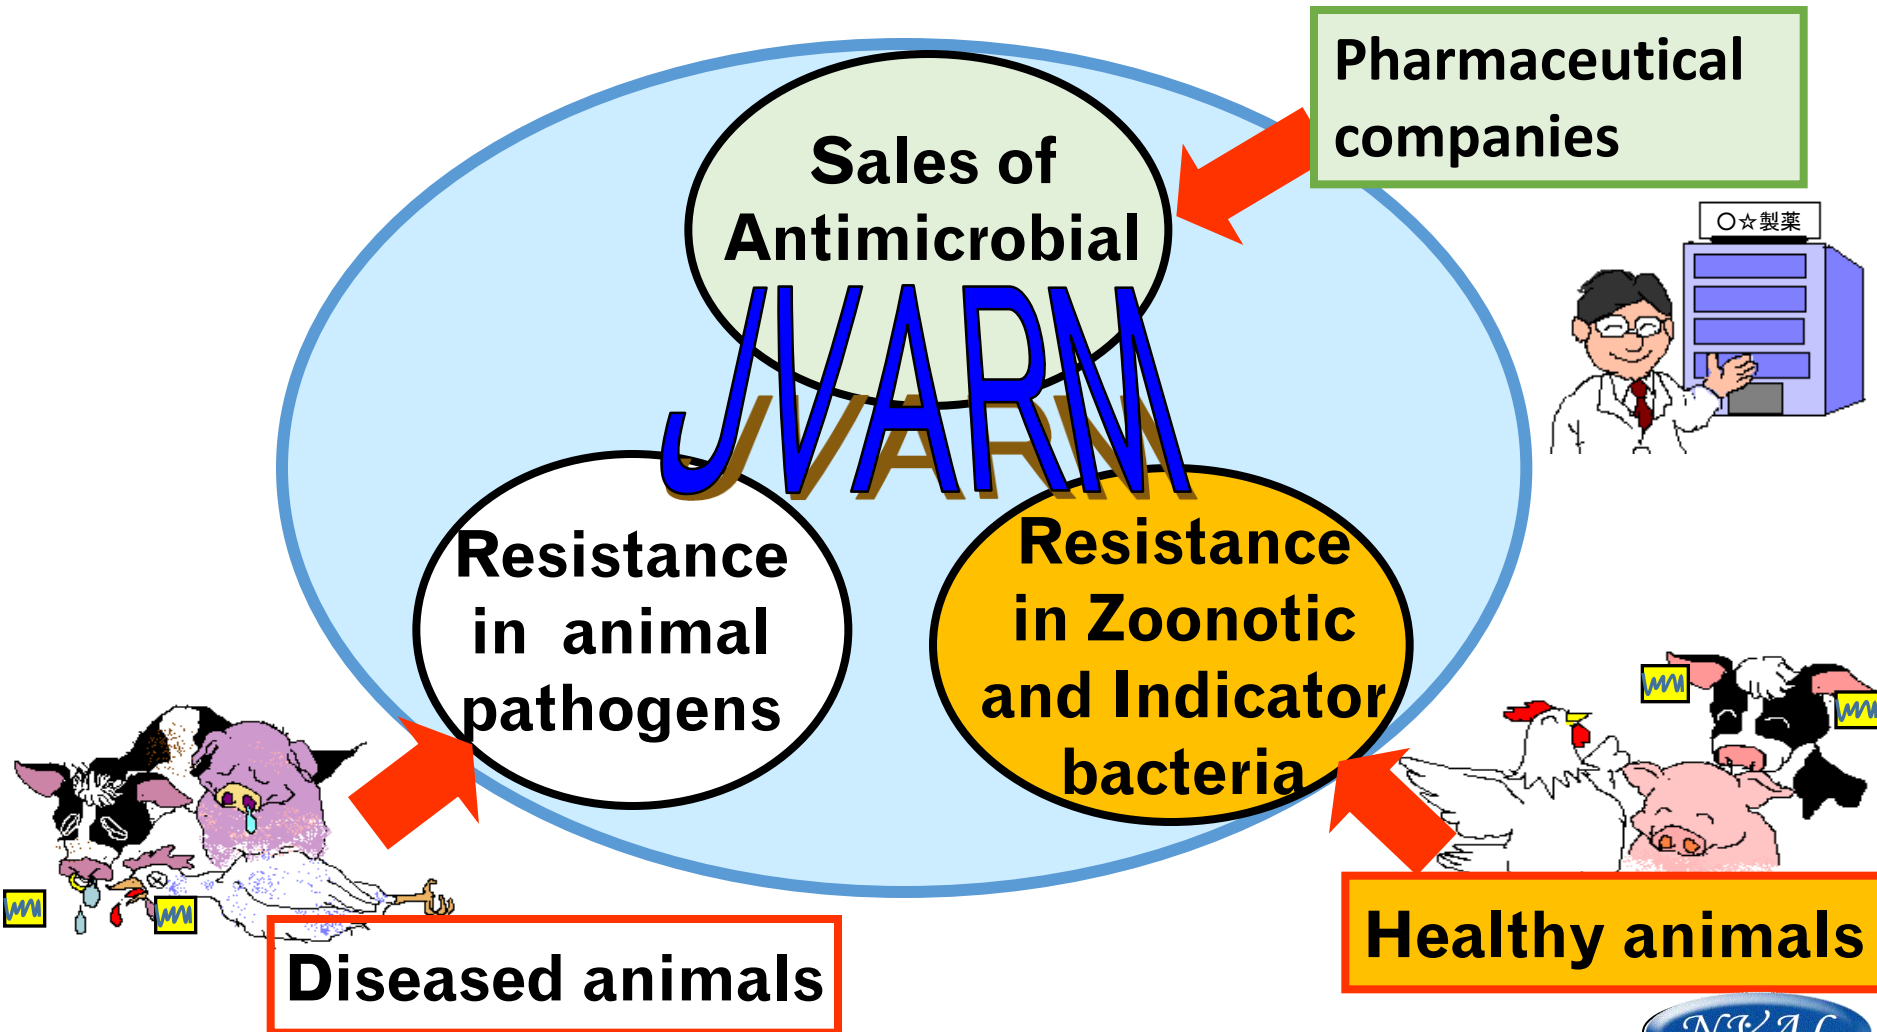 Pharmaceutical
companies
Sales of
Antimicrobial
○☆製薬
JVARM
Resistance
in animal
pathogens
Resistance
in Zoonotic
and Indicator
bacteria
Diseased animals
Healthy animals
NVAL